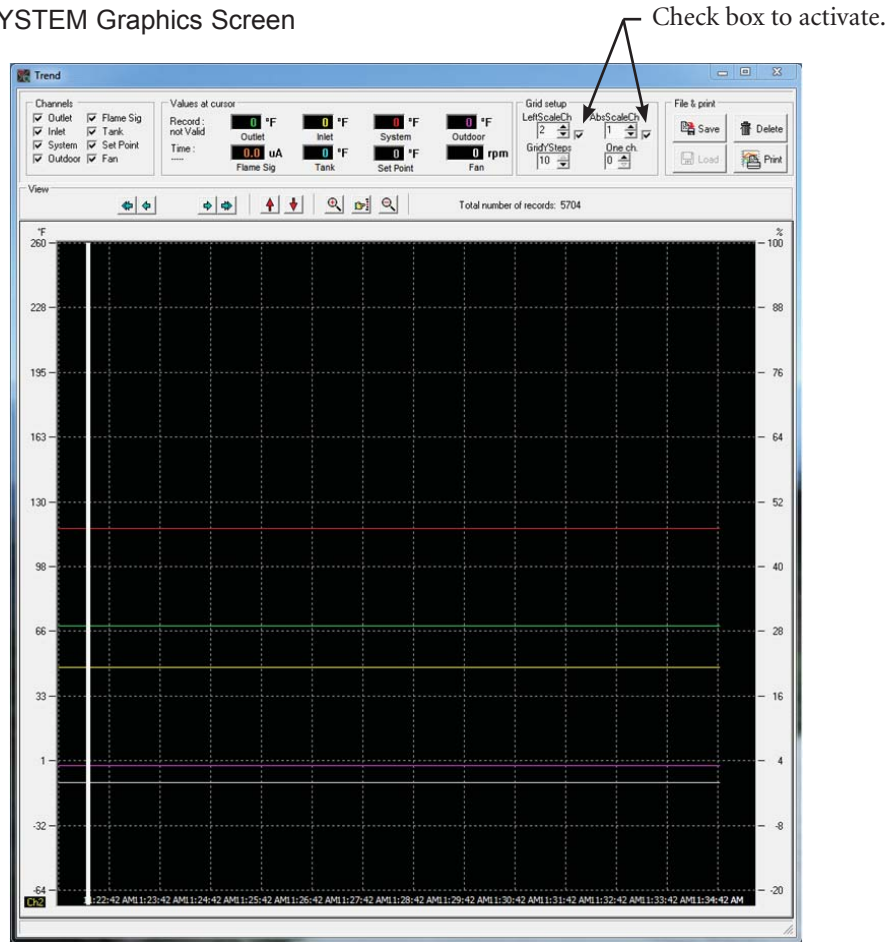 YSTEM Graphics Screen
Check box to activate.
Trend
Channels
Outlet Flame Sig
Inlet Tank
System Set Point
Outdoor Fan
Values at cursor
Record :
not Valid
Time :
----
0 °F
Outlet
0 °F
Inlet
0 °F
System
0 °F
Outdoor
0.0 uA
Flame Sig
0 °F
Tank
0 °F
Set Point
0 rpm
Fan
Grid setup
LeftScaleCh AbsScaleCh
2 1
GridYSteps One ch.
10 0
File & print
Save Delete
Load Print
View
Total number of records: 5704
°F %
260 100
228 88
195 76
163 64
130 52
98 40
66 28
33 16
1 4
-32 -8
-64 -20
Ch2
:22:42 AM11:23:42 AM11:24:42 AM11:25:42 AM11:26:42 AM11:27:42 AM11:28:42 AM11:29:42 AM11:30:42 AM11:31:42 AM11:32:42 AM11:33:42 AM11:34:42 AM